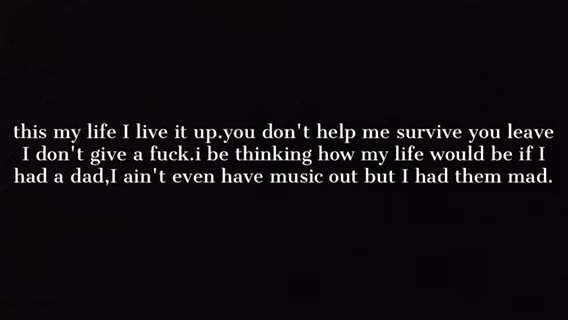 this my life I live it up.you don't help me survive you leave
I don't give a fuck.i be thinking how my life would be if I
had a dad,I ain't even have music out but I had them mad.